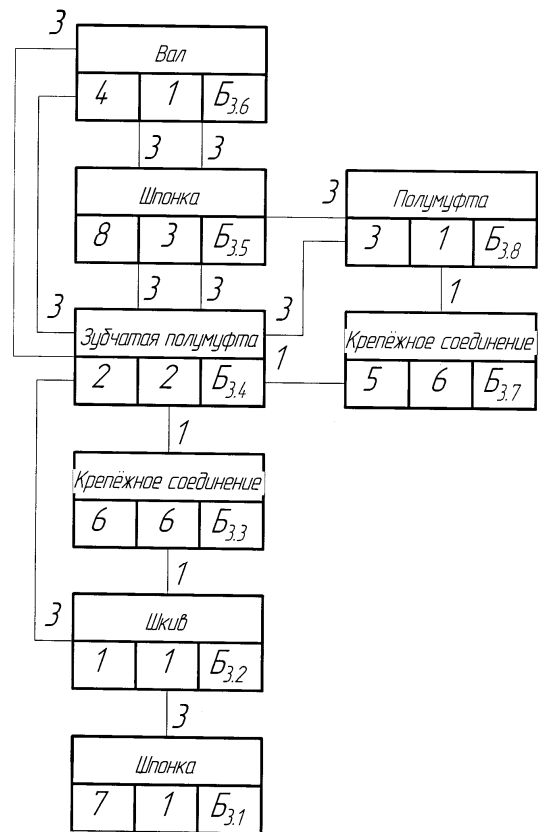 3
Вал
4 1 Б3.6
3 3
Шпонка
8 3 Б3.5
3
Полумуфта
3 1 Б3.8
3 3
3
3
1
Зубчатая полумуфта
2 2 Б3.4
1
Крепёжное соединение
5 6 Б3.7
1
1
Крепёжное соединение
6 6 Б3.3
1
3
Шкив
1 1 Б3.2
3
Шпонка
7 1 Б3.1